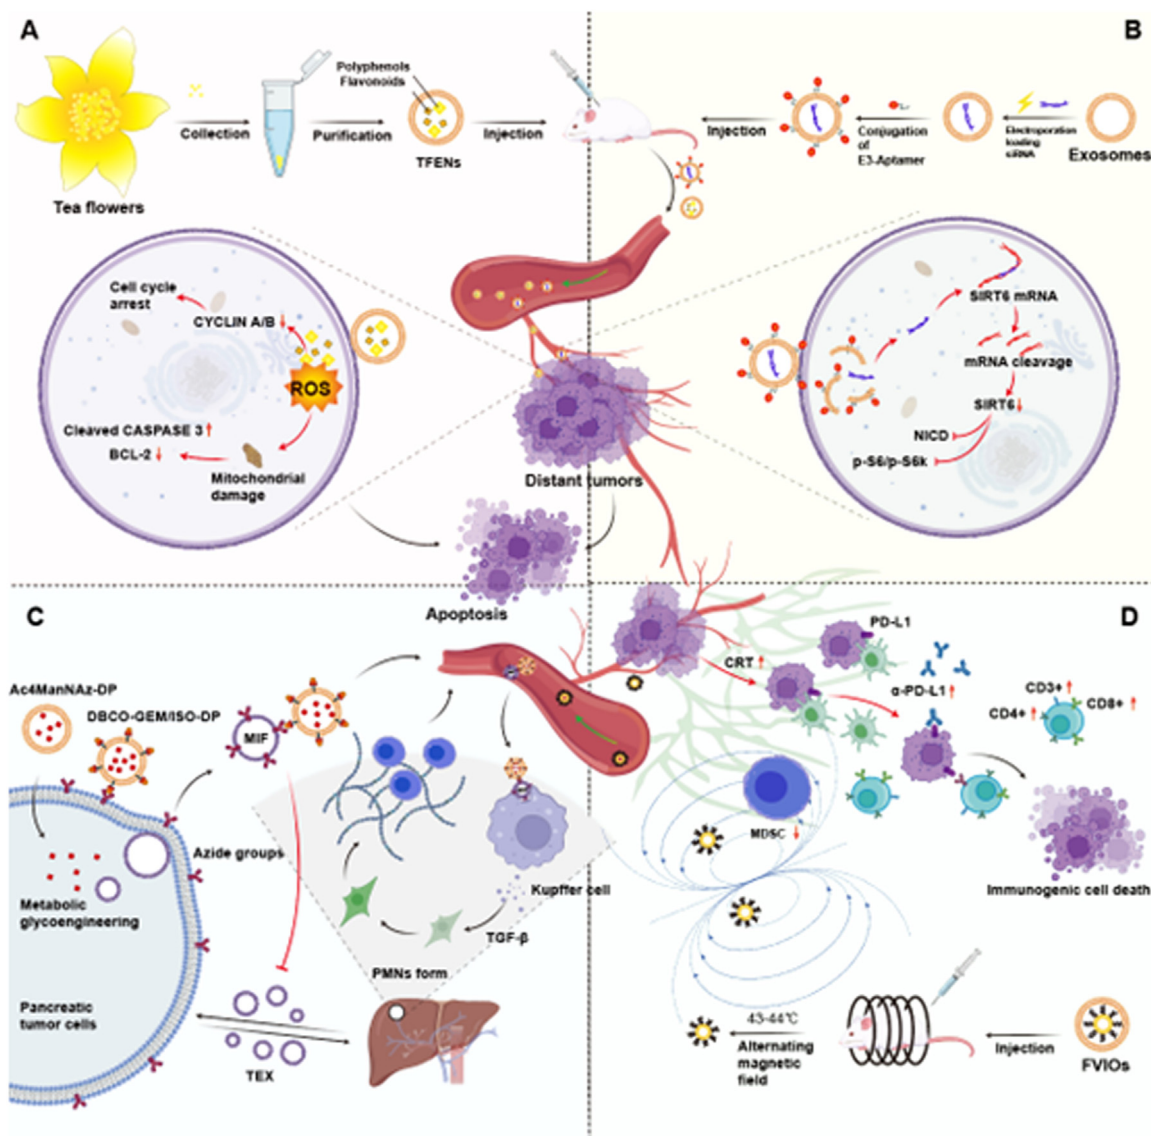 A
Polyphenols
Flavonoids
Collection
Purification
TFENs
Injection
Tea flowers
B
Injection
Conjugation
of
E3-Aptamer
Electroporation
loading
siRNA
Exosomes
Cell cycle
arrest
CYCLIN A/B
ROS
Cleaved CASPASE 3
BCL-2
Mitochondrial
damage
Distant tumors
SIRT6 mRNA
mRNA cleavage
SIRT6
NICD
p-S6/p-S6k
Apoptosis
C
Ac4ManNAz-DP
DBCO-GEM/ISO-DP
MIF
Azide groups
Metabolic
glycoengineering
Pancreatic
tumor cells
TEX
PMNs form
TGF-β
Kupffer cell
D
PD-L1
CRT
α-PD-L1
CD3+
CD4+
CD8+
MDSC
Immunogenic cell death
43-44℃
Alternating
magnetic
field
Injection
FVIOs